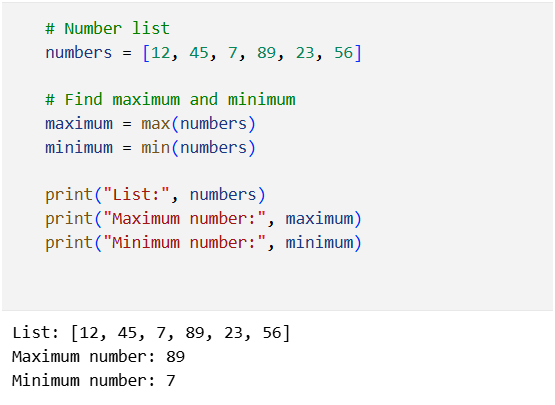 # Number list
numbers = [12, 45, 7, 89, 23, 56]
# Find maximum and minimum
maximum = max(numbers)
minimum = min(numbers)
print("List:", numbers)
print("Maximum number:", maximum)
print("Minimum number:", minimum)
List: [12, 45, 7, 89, 23, 56]
Maximum number: 89
Minimum number: 7